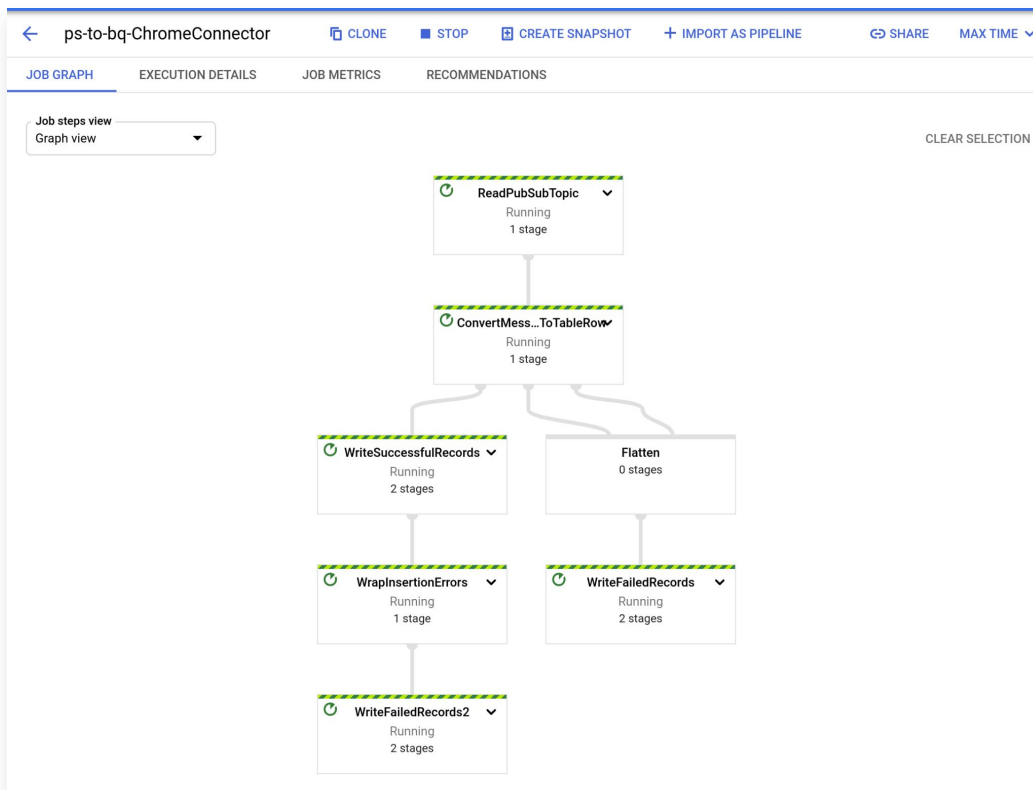 ps-to-bq-ChromeConnector CLONE STOP CREATE SNAPSHOT IMPORT AS PIPELINE SHARE MAX TIME
JOB GRAPH EXECUTION DETAILS JOB METRICS RECOMMENDATIONS
Job steps view
Graph view
CLEAR SELECTION
ReadPubSubTopic
Running
1 stage
ConvertMess...ToTableRow
Running
1 stage
WriteSuccessfulRecords
Running
2 stages
Flatten
0 stages
WrapInsertionErrors
Running
1 stage
WriteFailedRecords
Running
2 stages
WriteFailedRecords2
Running
2 stages